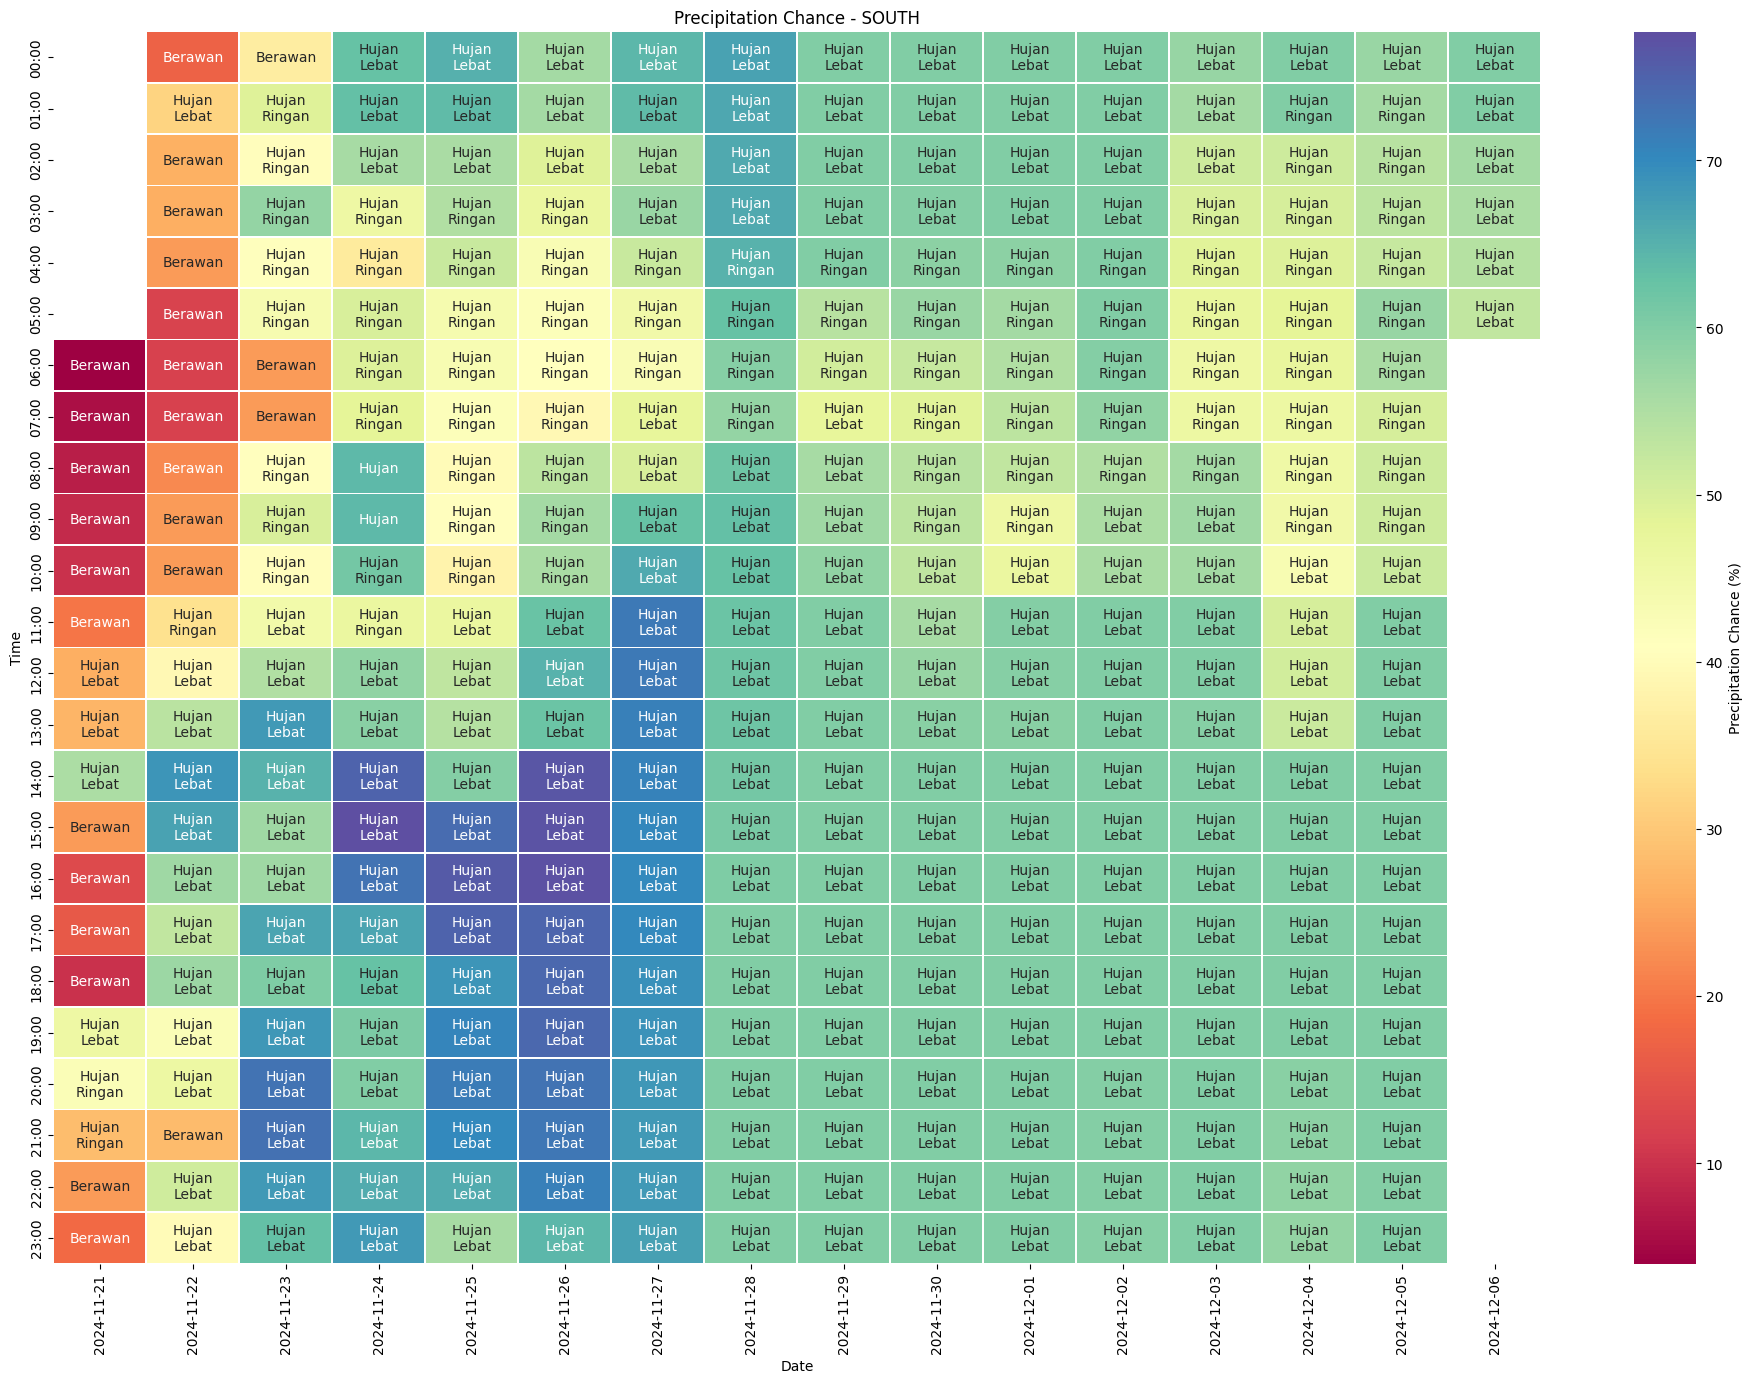 Precipitation Chance - SOUTH
Time
00:00 Berawan Berawan Hujan Lebat Hujan Lebat Hujan Lebat Hujan Lebat Hujan Lebat Hujan Lebat Hujan Lebat Hujan Lebat Hujan Lebat Hujan Lebat Hujan Lebat Hujan Lebat Hujan Lebat
01:00 Hujan Lebat Hujan Ringan Hujan Lebat Hujan Lebat Hujan Lebat Hujan Lebat Hujan Lebat Hujan Lebat Hujan Lebat Hujan Lebat Hujan Lebat Hujan Lebat Hujan Ringan Hujan Ringan Hujan Lebat
02:00 Berawan Hujan Ringan Hujan Lebat Hujan Lebat Hujan Lebat Hujan Lebat Hujan Lebat Hujan Lebat Hujan Lebat Hujan Lebat Hujan Lebat Hujan Lebat Hujan Ringan Hujan Ringan Hujan Lebat
03:00 Berawan Hujan Ringan Hujan Ringan Hujan Ringan Hujan Ringan Hujan Lebat Hujan Lebat Hujan Lebat Hujan Lebat Hujan Lebat Hujan Lebat Hujan Ringan Hujan Ringan Hujan Ringan Hujan Lebat
04:00 Berawan Hujan Ringan Hujan Ringan Hujan Ringan Hujan Ringan Hujan Ringan Hujan Ringan Hujan Ringan Hujan Ringan Hujan Ringan Hujan Ringan Hujan Ringan Hujan Ringan Hujan Ringan Hujan Lebat
05:00 Berawan Hujan Ringan Hujan Ringan Hujan Ringan Hujan Ringan Hujan Ringan Hujan Ringan Hujan Ringan Hujan Ringan Hujan Ringan Hujan Ringan Hujan Ringan Hujan Ringan Hujan Ringan Hujan Lebat
06:00 Berawan Berawan Berawan Hujan Ringan Hujan Ringan Hujan Ringan Hujan Ringan Hujan Ringan Hujan Ringan Hujan Ringan Hujan Ringan Hujan Ringan Hujan Ringan Hujan Ringan Hujan Ringan
07:00 Berawan Berawan Berawan Hujan Ringan Hujan Ringan Hujan Ringan Hujan Lebat Hujan Ringan Hujan Lebat Hujan Ringan Hujan Ringan Hujan Ringan Hujan Ringan Hujan Ringan Hujan Ringan
08:00 Berawan Berawan Hujan Ringan Hujan Hujan Ringan Hujan Ringan Hujan Lebat Hujan Lebat Hujan Lebat Hujan Ringan Hujan Ringan Hujan Ringan Hujan Ringan Hujan Ringan Hujan Ringan
09:00 Berawan Berawan Hujan Ringan Hujan Hujan Ringan Hujan Ringan Hujan Lebat Hujan Lebat Hujan Lebat Hujan Ringan Hujan Ringan Hujan Lebat Hujan Lebat Hujan Ringan Hujan Ringan
10:00 Berawan Berawan Hujan Ringan Hujan Ringan Hujan Ringan Hujan Ringan Hujan Lebat Hujan Lebat Hujan Lebat Hujan Lebat Hujan Lebat Hujan Lebat Hujan Lebat Hujan Lebat Hujan Lebat
11:00 Berawan Hujan Ringan Hujan Lebat Hujan Ringan Hujan Lebat Hujan Lebat Hujan Lebat Hujan Lebat Hujan Lebat Hujan Lebat Hujan Lebat Hujan Lebat Hujan Lebat Hujan Lebat Hujan Lebat
12:00 Hujan Lebat Hujan Lebat Hujan Lebat Hujan Lebat Hujan Lebat Hujan Lebat Hujan Lebat Hujan Lebat Hujan Lebat Hujan Lebat Hujan Lebat Hujan Lebat Hujan Lebat Hujan Lebat Hujan Lebat
13:00 Hujan Lebat Hujan Lebat Hujan Lebat Hujan Lebat Hujan Lebat Hujan Lebat Hujan Lebat Hujan Lebat Hujan Lebat Hujan Lebat Hujan Lebat Hujan Lebat Hujan Lebat Hujan Lebat Hujan Lebat
14:00 Hujan Lebat Hujan Lebat Hujan Lebat Hujan Lebat Hujan Lebat Hujan Lebat Hujan Lebat Hujan Lebat Hujan Lebat Hujan Lebat Hujan Lebat Hujan Lebat Hujan Lebat Hujan Lebat Hujan Lebat
15:00 Berawan Hujan Lebat Hujan Lebat Hujan Lebat Hujan Lebat Hujan Lebat Hujan Lebat Hujan Lebat Hujan Lebat Hujan Lebat Hujan Lebat Hujan Lebat Hujan Lebat Hujan Lebat Hujan Lebat
16:00 Berawan Hujan Lebat Hujan Lebat Hujan Lebat Hujan Lebat Hujan Lebat Hujan Lebat Hujan Lebat Hujan Lebat Hujan Lebat Hujan Lebat Hujan Lebat Hujan Lebat Hujan Lebat Hujan Lebat
17:00 Berawan Hujan Lebat Hujan Lebat Hujan Lebat Hujan Lebat Hujan Lebat Hujan Lebat Hujan Lebat Hujan Lebat Hujan Lebat Hujan Lebat Hujan Lebat Hujan Lebat Hujan Lebat Hujan Lebat
18:00 Berawan Hujan Lebat Hujan Lebat Hujan Lebat Hujan Lebat Hujan Lebat Hujan Lebat Hujan Lebat Hujan Lebat Hujan Lebat Hujan Lebat Hujan Lebat Hujan Lebat Hujan Lebat Hujan Lebat
19:00 Hujan Lebat Hujan Lebat Hujan Lebat Hujan Lebat Hujan Lebat Hujan Lebat Hujan Lebat Hujan Lebat Hujan Lebat Hujan Lebat Hujan Lebat Hujan Lebat Hujan Lebat Hujan Lebat Hujan Lebat
20:00 Hujan Ringan Hujan Lebat Hujan Lebat Hujan Lebat Hujan Lebat Hujan Lebat Hujan Lebat Hujan Lebat Hujan Lebat Hujan Lebat Hujan Lebat Hujan Lebat Hujan Lebat Hujan Lebat Hujan Lebat
21:00 Hujan Ringan Berawan Hujan Lebat Hujan Lebat Hujan Lebat Hujan Lebat Hujan Lebat Hujan Lebat Hujan Lebat Hujan Lebat Hujan Lebat Hujan Lebat Hujan Lebat Hujan Lebat Hujan Lebat
22:00 Berawan Hujan Lebat Hujan Lebat Hujan Lebat Hujan Lebat Hujan Lebat Hujan Lebat Hujan Lebat Hujan Lebat Hujan Lebat Hujan Lebat Hujan Lebat Hujan Lebat Hujan Lebat Hujan Lebat
23:00 Berawan Hujan Lebat Hujan Lebat Hujan Lebat Hujan Lebat Hujan Lebat Hujan Lebat Hujan Lebat Hujan Lebat Hujan Lebat Hujan Lebat Hujan Lebat Hujan Lebat Hujan Lebat Hujan Lebat
2024-11-21 2024-11-22 2024-11-23 2024-11-24 2024-11-25 2024-11-26 2024-11-27 2024-11-28 2024-11-29 2024-11-30 2024-12-01 2024-12-02 2024-12-03 2024-12-04 2024-12-05 2024-12-06
Date
70
60
50
40
30
20
10
Precipitation Chance (%)